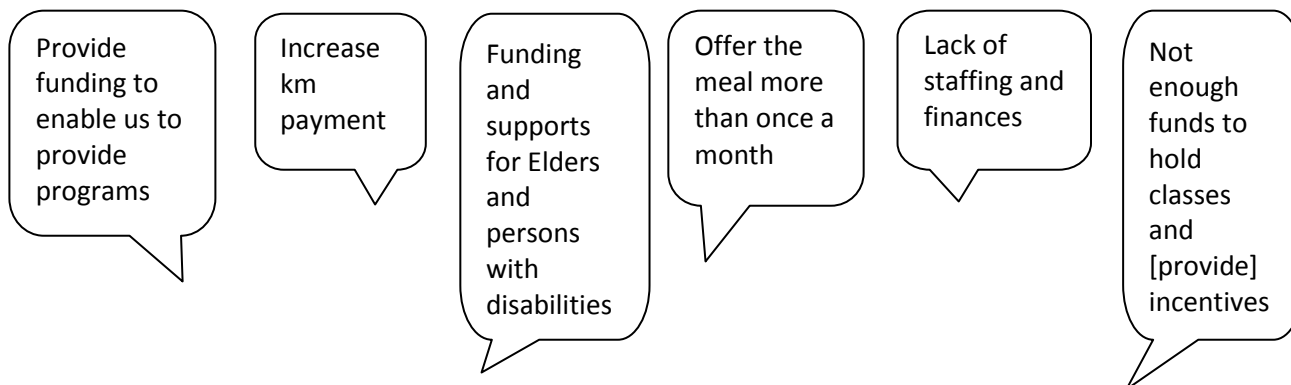 Provide
funding to
enable us to
provide
programs
Increase
km
payment
Funding
and
supports
for Elders
and
persons
with
disabilities
Offer the
meal more
than once a
month
Lack of
staffing and
finances
Not
enough
funds to
hold
classes
and
[provide]
incentives